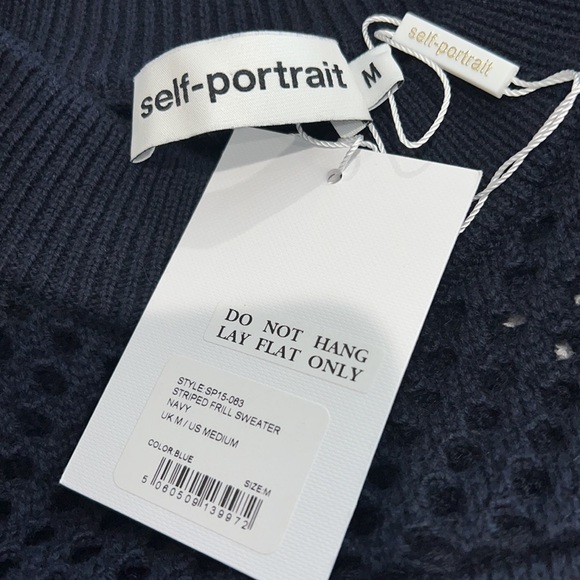 self-portrait
M
self-portrait
DO NOT HANG
LAY FLAT ONLY
STYLE:SP15-063
STRIPED FRILL SWEATER
NAVY
UK M / US MEDIUM
COLOR:BLUE
SIZE:M
5 060509 139972